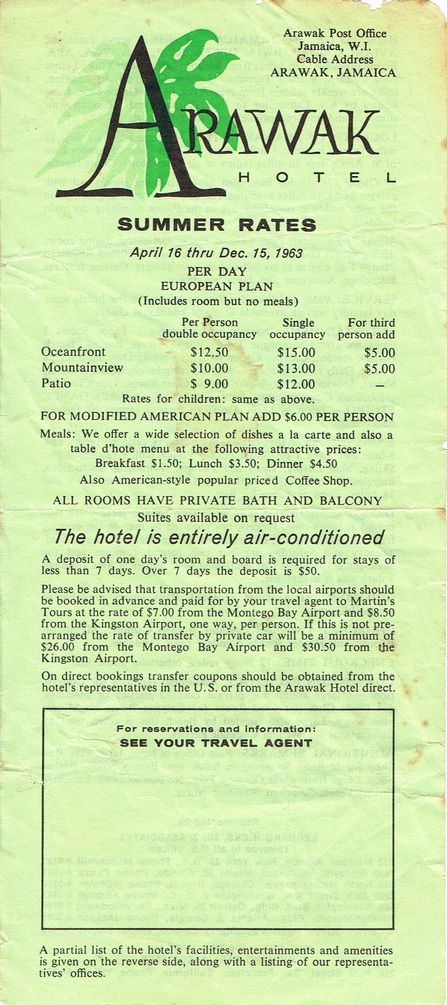 Arawak Post Office
Jamaica, W.I.
Cable Address
ARAWAK, JAMAICA
ARAWAK
HOTEL
SUMMER RATES
April 16 thru Dec. 15, 1963
PER DAY
EUROPEAN PLAN
(Includes room but no meals)
Per Person Single For third
double occupancy occupancy person add
Oceanfront $12.50 $15.00 $5.00
Mountainview $10.00 $13.00 $5.00
Patio $ 9.00 $12.00 —
Rates for children: same as above.
FOR MODIFIED AMERICAN PLAN ADD $6.00 PER PERSON
Meals: We offer a wide selection of dishes a la carte and also a
table d'hote menu at the following attractive prices:
Breakfast $1.50; Lunch $3.50; Dinner $4.50
Also American-style popular priced Coffee Shop.
ALL ROOMS HAVE PRIVATE BATH AND BALCONY
Suites available on request
The hotel is entirely air-conditioned
A deposit of one day's room and board is required for stays of
less than 7 days. Over 7 days the deposit is $50.
Please be advised that transportation from the local airports should
be booked in advance and paid for by your travel agent to Martin's
Tours at the rate of $7.00 from the Montego Bay Airport and $8.50
from the Kingston Airport, one way, per person. If this is not pre-
arranged the rate of transfer by private car will be a minimum of
$26.00 from the Montego Bay Airport and $30.50 from the
Kingston Airport.
On direct bookings transfer coupons should be obtained from the
hotel's representatives in the U.S. or from the Arawak Hotel direct.
For reservations and information:
SEE YOUR TRAVEL AGENT
A partial list of the hotel's facilities, entertainments and amenities
is given on the reverse side, along with a listing of our representa-
tives' offices.